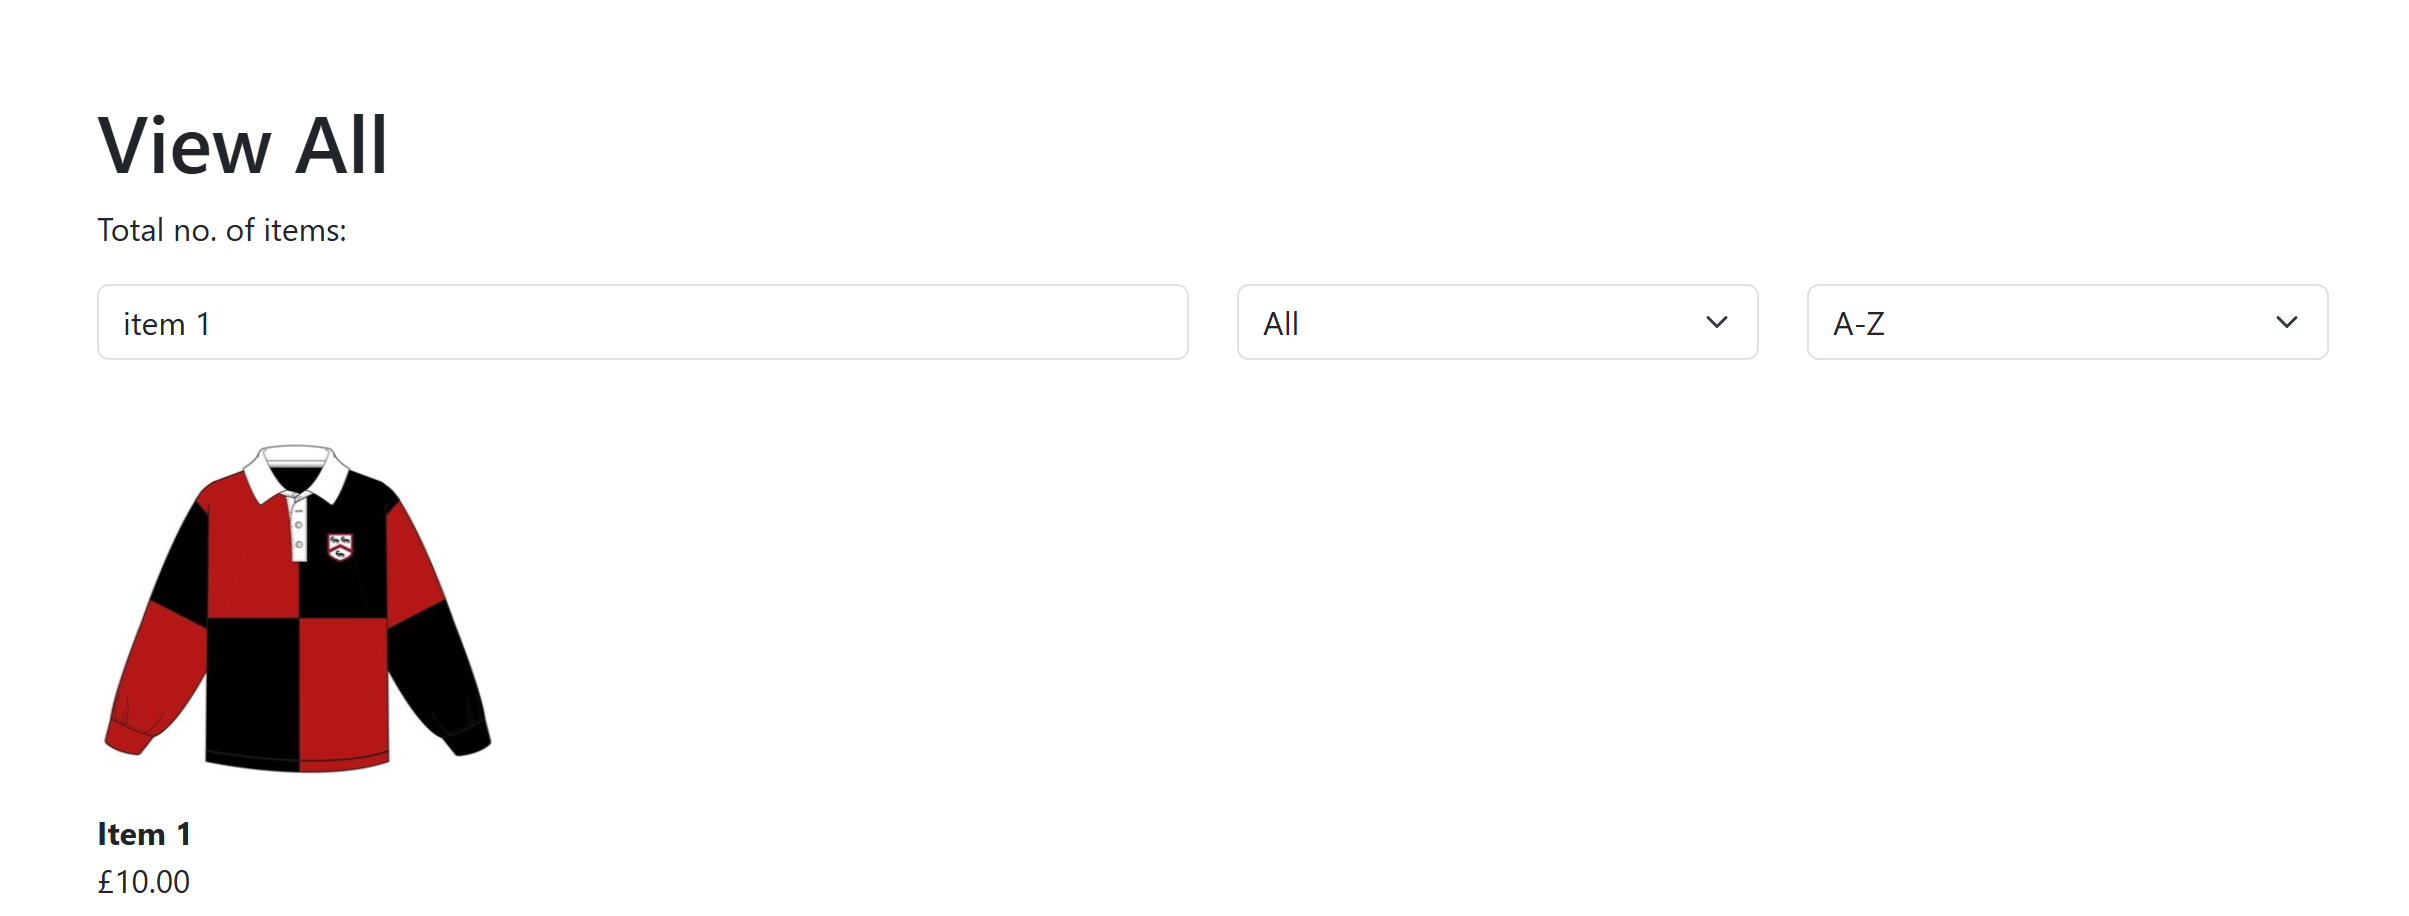 View All
Total no. of items:
item 1
All
A-Z
Item 1
£10.00